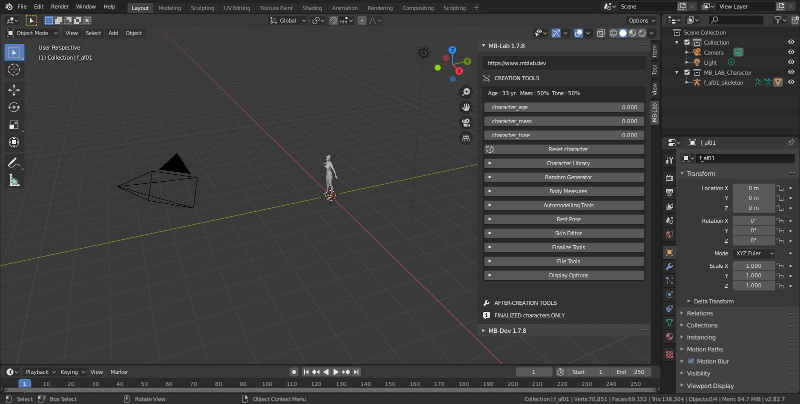 File Edit Render Window Help Layout Modeling Sculpting UV Editing Texture Paint Shading Animation Rendering Compositing Scripting + Scene View Layer
Global Options
Object Mode View Select Add Object
User Perspective
(1) Collection | f_af01
MB-Lab 1.7.8
https://www.mblab.dev
CREATION TOOLS
Age : 33 yr. Mass : 50% Tone : 50%
character_age 0.000
character_mass 0.000
character_tone 0.000
Reset character
Character Library
Random Generator
Body Measures
Automodelling Tools
Rest Pose
Skin Editor
Finalize Tools
File Tools
Display Options
AFTER-CREATION TOOLS
FINALIZED characters ONLY
MB-Dev 1.7.8
Item
Tool
View
MB-Lab
X
Y
Z
Scene Collection
Collection
Camera
Light
MB_LAB_Character
f_af01_skeleton
f_af01
f_af01
Transform
Location X 0 m
Y 0 m
Z 0 m
Rotation X 0°
Y 0°
Z 0°
Mode XYZ Euler
Scale X 1.000
Y 1.000
Z 1.000
Delta Transform
Relations
Collections
Instancing
Motion Paths
Motion Blur
Visibility
Viewport Display
Playback Keying View Marker 1 Start 1 End 250
1 10 20 30 40 50 60 70 80 90 100 110 120 130 140 150 160 170 180 190 200 210 220 230 240 250
Select Box Select Rotate View Object Context Menu Collection | f_af01 | Verts:70,851 | Faces:69,152 | Tris:138,304 | Objects:0/4 | Mem: 84.7 MiB | v2.82.7